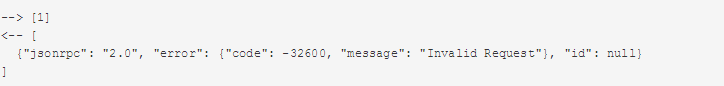 --> [1]
<-- [
  {"jsonrpc": "2.0", "error": {"code": -32600, "message": "Invalid Request"}, "id": null}
]